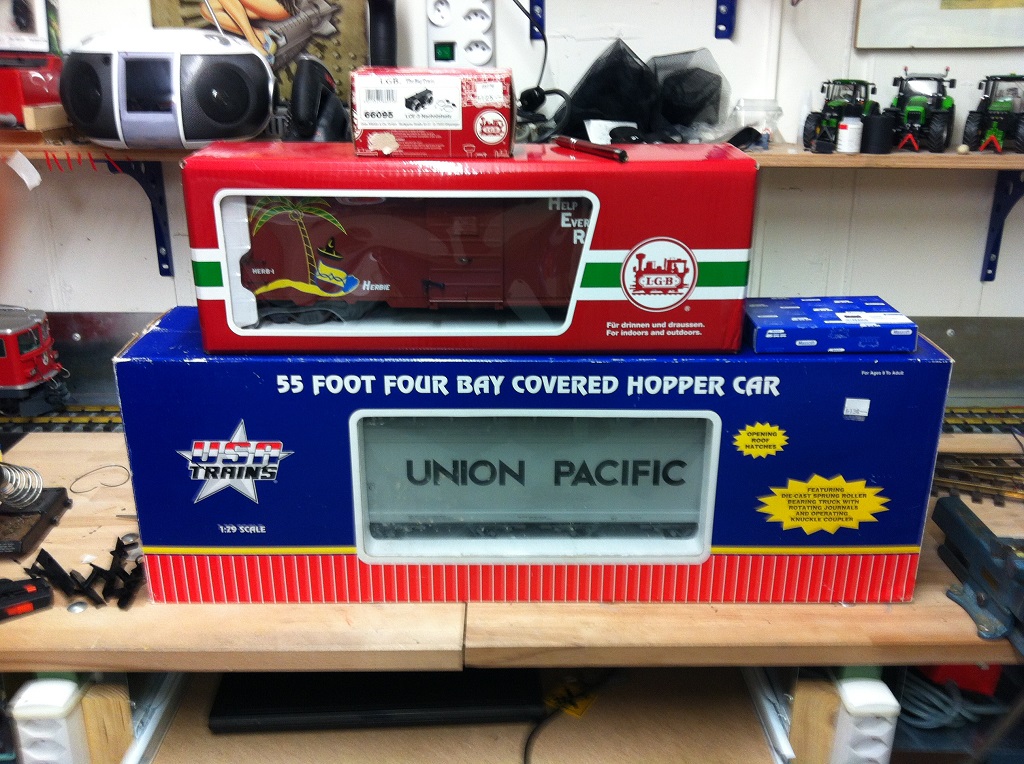 LGB
66095
HELP
EVER
R
HERB-1
HERBIE
LGB
®
Für drinnen und draussen.
For indoors and outdoors.
55 FOOT FOUR BAY COVERED HOPPER CAR
For Ages 8 To Adult
USA
TRAINS
1:29 SCALE
UNION PACIFIC
OPENING
ROOF
HATCHES
FEATURING
DIE-CAST SPRUNG ROLLER
BEARING TRUCK WITH
ROTATING JOURNALS
AND OPERATING
KNUCKLE COUPLER